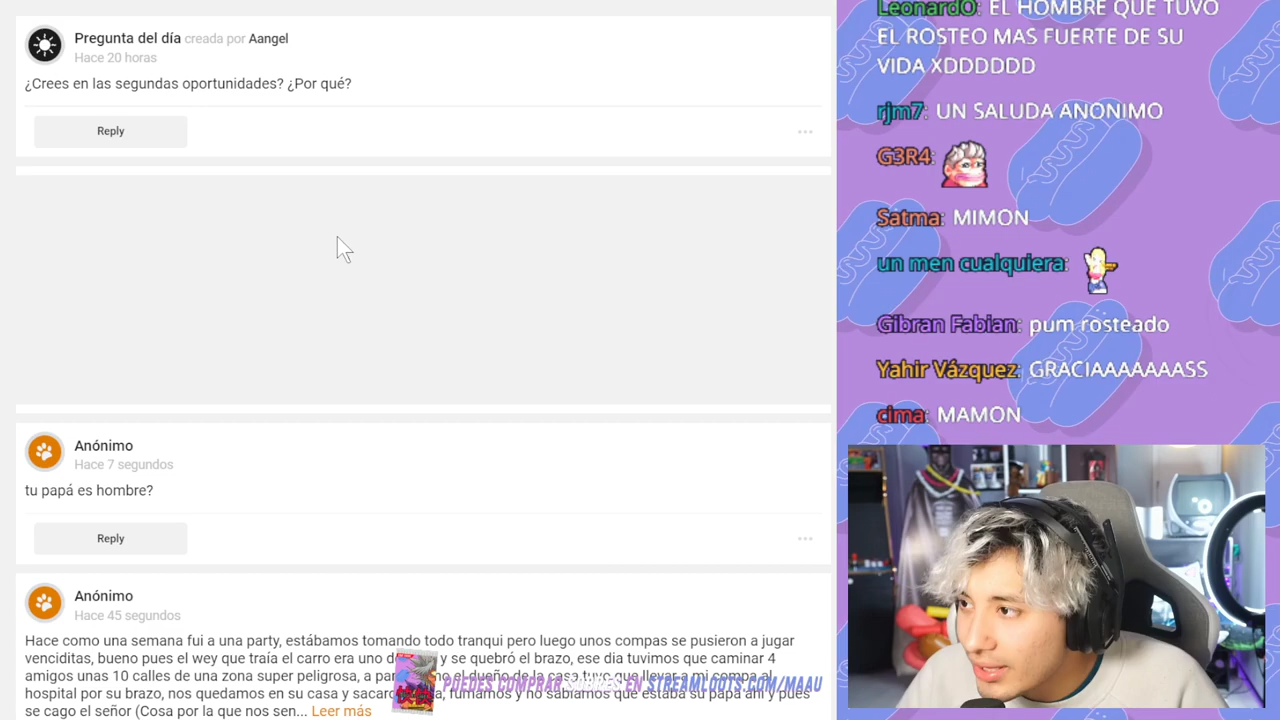 Pregunta del día creada por Aangel
Hace 20 horas
¿Crees en las segundas oportunidades? ¿Por qué?
Reply
Anónimo
Hace 7 segundos
tu papá es hombre?
Reply
Anónimo
Hace 45 segundos
Hace como una semana fui a una party, estábamos tomando todo tranqui pero luego unos compas se pusieron a jugar
venciditas, bueno pues el wey que traía el carro era uno y se quebró el brazo, ese dia tuvimos que caminar 4
amigos unas 10 calles de una zona super peligrosa, a el dueño de la casa tuvo que llevar a mi compa al
hospital por su brazo, nos quedamos en su casa y fumamos y no sabíamos que estaba su papá ahí y pues
se cago el señor (Cosa por la que nos sen... Leer más
PUEDES COMPRAR SOBRES EN STREAMLOOTS.COM/MAAU
LeonardO: EL HOMBRE QUE TUVO
EL ROSTEO MAS FUERTE DE SU
VIDA XDDDDDD
rjm7: UN SALUDA ANONIMO
G3R4:
Satma: MIMON
un men cualquiera:
Gibran Fabian: pum rosteado
Yahir Vázquez: GRACIAAAAAAASS
cima: MAMON